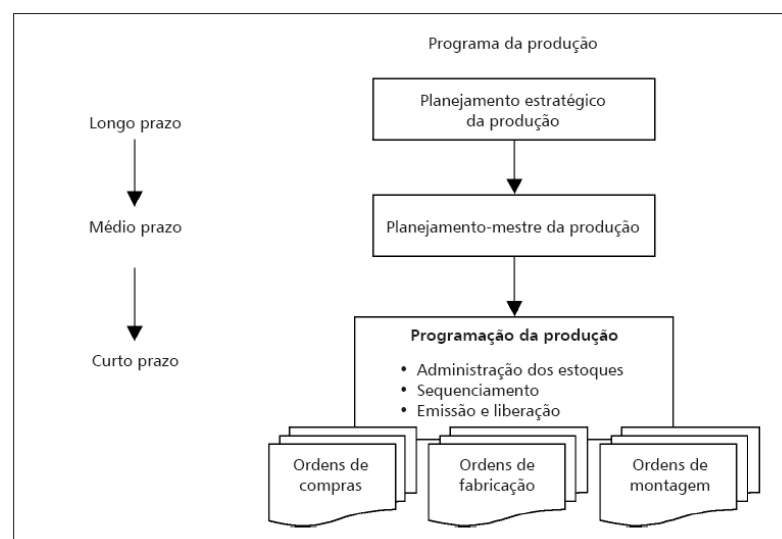 Programa da produção
Planejamento estratégico
da produção
Longo prazo
Médio prazo
Planejamento-mestre da produção
Programação da produção
Curto prazo
• Administração dos estoques
• Sequenciamento
• Emissão e liberação
Ordens de
compras
Ordens de
fabricação
Ordens de
montagem